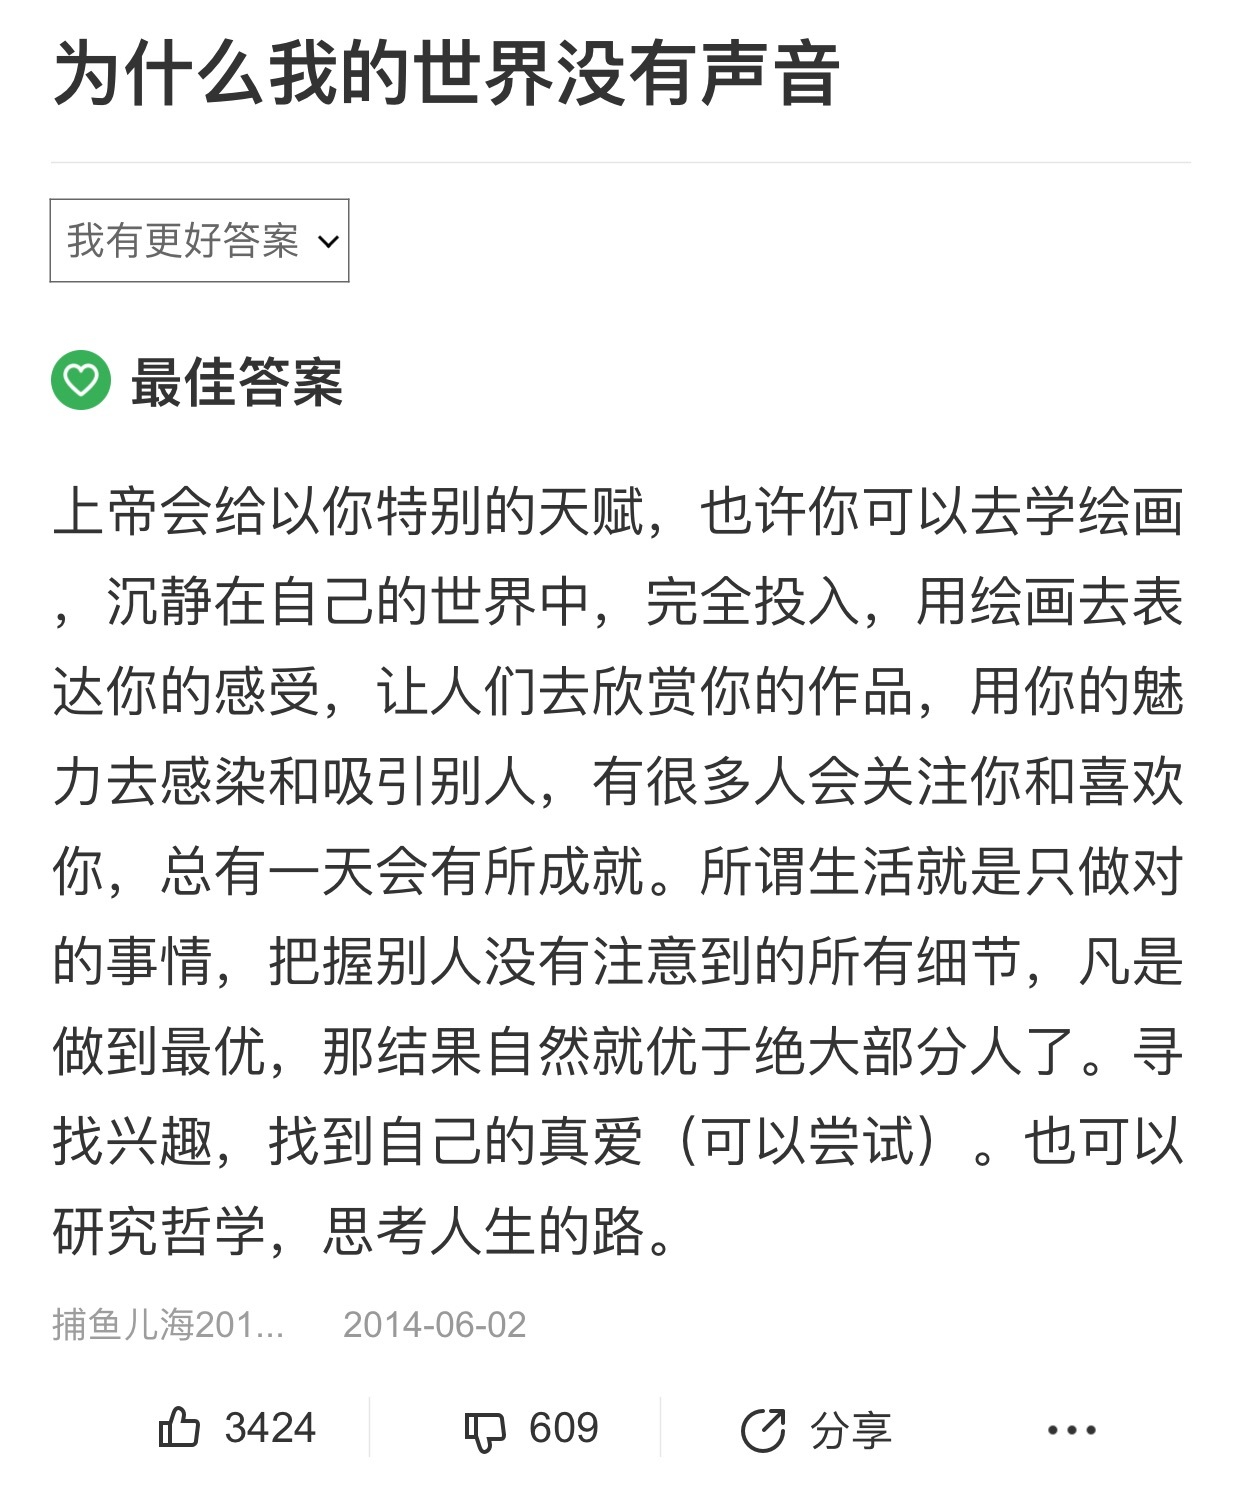 为什么我的世界没有声音
我有更好答案
最佳答案
上帝会给以你特别的天赋，也许你可以去学绘画
，沉静在自己的世界中，完全投入，用绘画去表
达你的感受，让人们去欣赏你的作品，用你的魅
力去感染和吸引别人，有很多人会关注你和喜欢
你，总有一天会有所成就。所谓生活就是只做对
的事情，把握别人没有注意到的所有细节，凡是
做到最优，那结果自然就优于绝大部分人了。寻
找兴趣，找到自己的真爱（可以尝试）。也可以
研究哲学，思考人生的路。
捕鱼儿海201... 2014-06-02
3424 609 分享